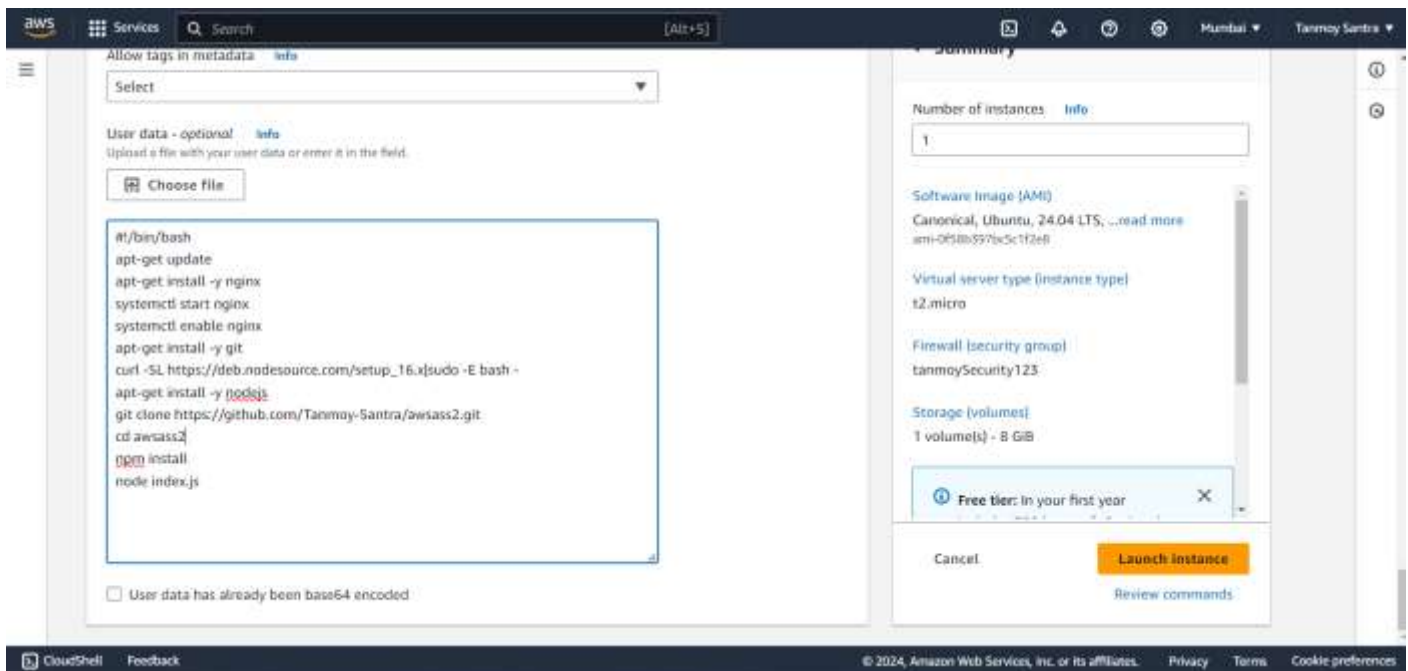 aws Services Search [Alt+S] Mumbai Tanmoy Santra
Allow tags in metadata Info
Select
User data - optional Info
Upload a file with your user data or enter it in the field.
Choose file
#!/bin/bash
apt-get update
apt-get install -y nginx
systemctl start nginx
systemctl enable nginx
apt-get install -y git
curl -SL https://deb.nodesource.com/setup_16.x|sudo -E bash -
apt-get install -y nodejs
git clone https://github.com/Tanmoy-Santra/awsass2.git
cd awsass2
npm install
node index.js
User data has already been base64 encoded
Summary
Number of instances Info
1
Software Image (AMI)
Canonical, Ubuntu, 24.04 LTS, ...read more
Virtual server type (instance type)
t2.micro
Firewall (security group)
tanmoySecurity123
Storage (volumes)
1 volume(s) - 8 GiB
Free tier: In your first year
Cancel Launch instance
Review commands
CloudShell Feedback © 2024, Amazon Web Services, Inc. or its affiliates. Privacy Terms Cookie preferences